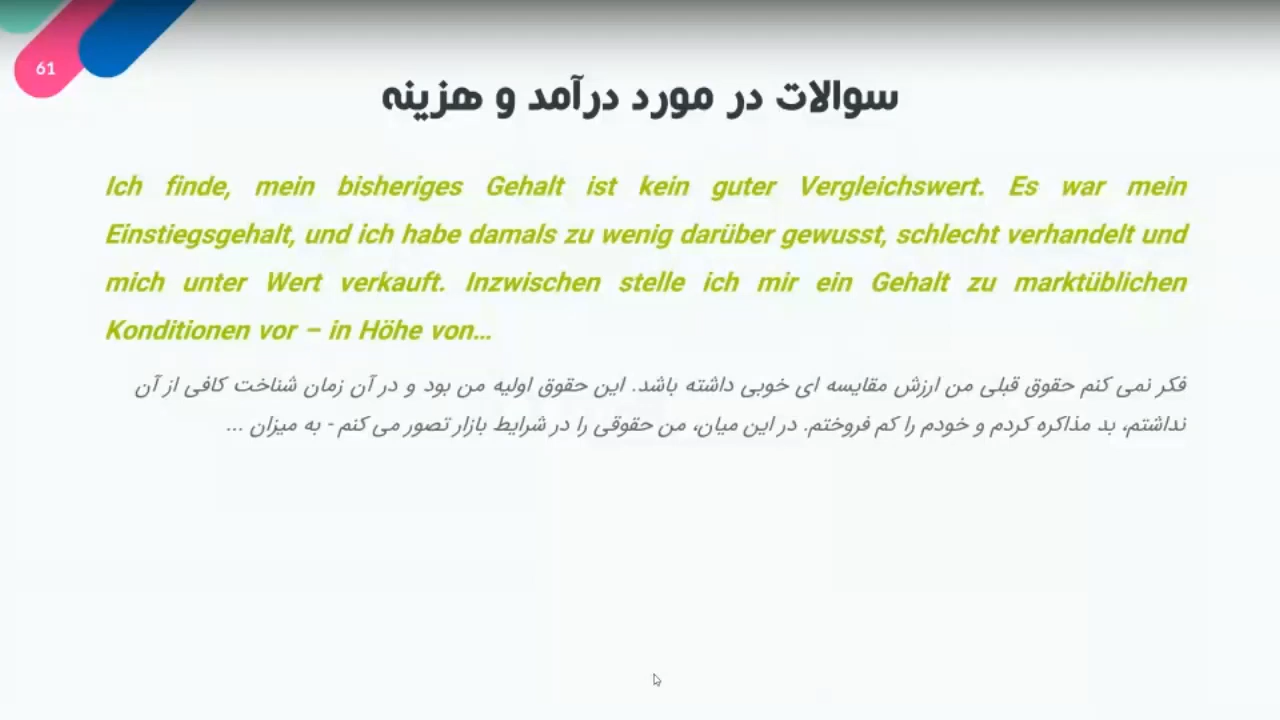 61
سوالات در مورد درآمد و هزینه
Ich finde, mein bisheriges Gehalt ist kein guter Vergleichswert. Es war mein
Einstiegsgehalt, und ich habe damals zu wenig darüber gewusst, schlecht verhandelt und
mich unter Wert verkauft. Inzwischen stelle ich mir ein Gehalt zu marktüblichen
Konditionen vor – in Höhe von...
فکر نمی کنم حقوق قبلی من ارزش مقایسه ای خوبی داشته باشد. این حقوق اولیه من بود و در آن زمان شناخت کافی از آن
نداشتم، بد مذاکره کردم و خودم را کم فروختم. در این میان، من حقوقی را در شرایط بازار تصور می کنم - به میزان ...